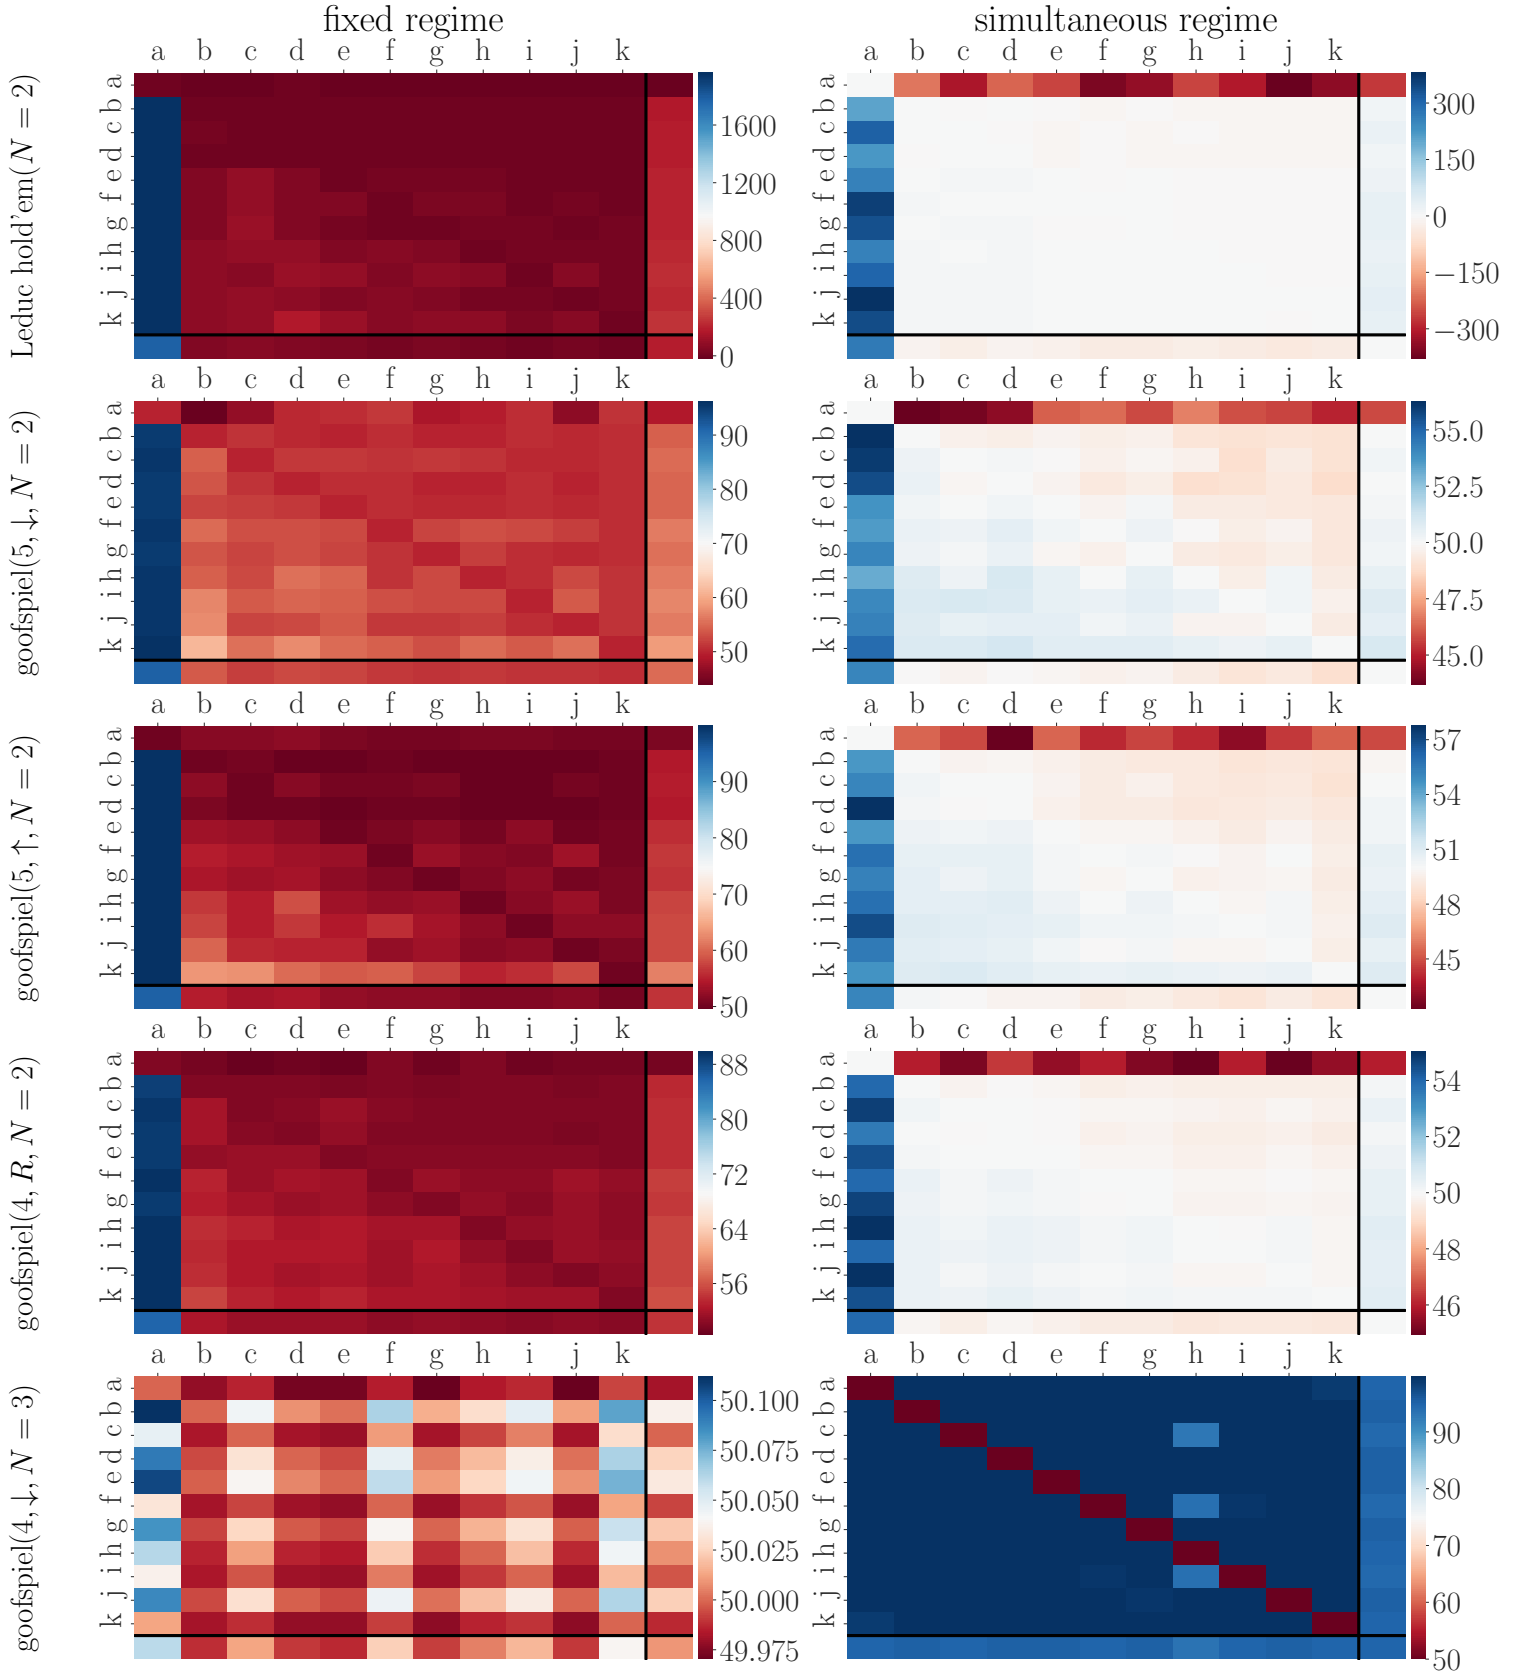 fixed regime
simultaneous regime
a b c d e f g h i j k
a b c d e f g h i j k
Leduc hold'em(N = 2)
a b c d e f g h i j k
1600
1200
800
400
0
a b c d e f g h i j k
300
150
0
−150
−300
a b c d e f g h i j k
a b c d e f g h i j k
goofspiel(5, ↓, N = 2)
a b c d e f g h i j k
90
80
70
60
50
a b c d e f g h i j k
55.0
52.5
50.0
47.5
45.0
a b c d e f g h i j k
a b c d e f g h i j k
goofspiel(5, ↑, N = 2)
a b c d e f g h i j k
90
80
70
60
50
a b c d e f g h i j k
57
54
51
48
45
a b c d e f g h i j k
a b c d e f g h i j k
goofspiel(4, R, N = 2)
a b c d e f g h i j k
88
80
72
64
56
a b c d e f g h i j k
54
52
50
48
46
a b c d e f g h i j k
a b c d e f g h i j k
goofspiel(4, ↓, N = 3)
a b c d e f g h i j k
50.100
50.075
50.050
50.025
50.000
49.975
a b c d e f g h i j k
90
80
70
60
50